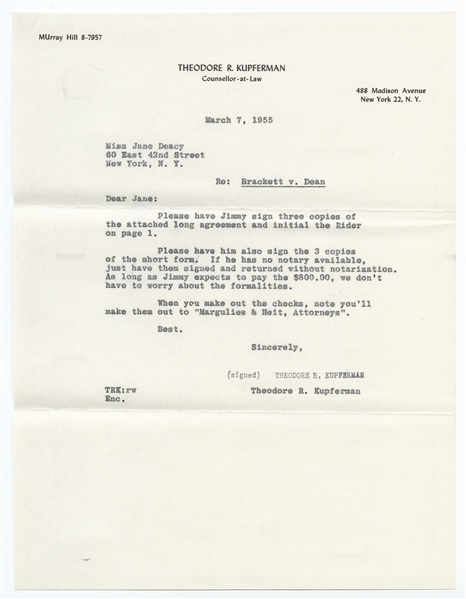 MUrray Hill 8-7957
THEODORE R. KUPFERMAN
Counsellor-at-Law
488 Madison Avenue
New York 22, N. Y.
March 7, 1955
Miss Jane Deacy
60 East 42nd Street
New York, N. Y.
Re: Brackett v. Dean
Dear Jane:
Please have Jimmy sign three copies of
the attached long agreement and initial the Rider
on page 1.
Please have him also sign the 3 copies
of the short form. If he has no notary available,
just have them signed and returned without notarization.
As long as Jimmy expects to pay the $800.00, we don't
have to worry about the formalities.
When you make out the checks, note you'll
make them out to "Margulies & Heit, Attorneys".
Best.
Sincerely,
(signed) THEODORE R. KUPFERMAN
TRK:rw Theodore R. Kupferman
Enc.